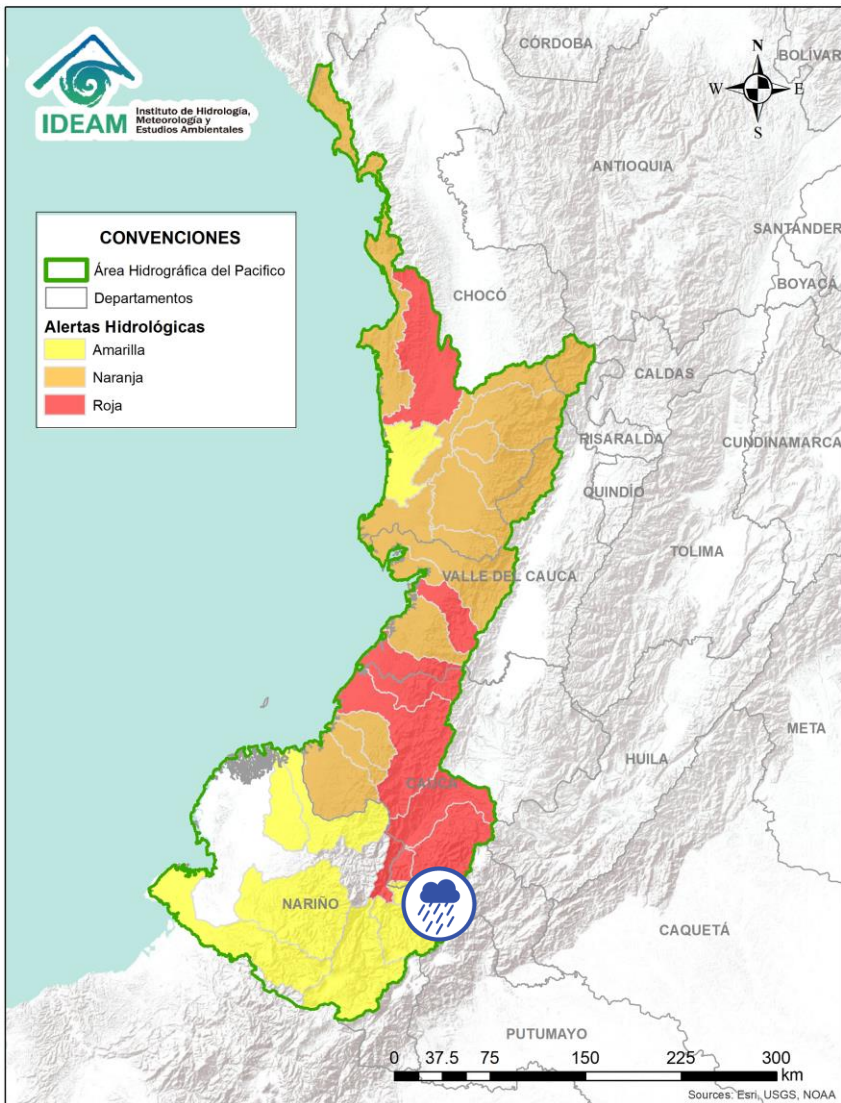 IDEAM
Instituto de Hidrología,
Meteorología y
Estudios Ambientales
CÓRDOBA
BOLÍVAR
N
W
E
S
ANTIOQUIA
SANTANDER
BOYACÁ
CONVENCIONES
Área Hidrográfica del Pacifico
Departamentos
Alertas Hidrológicas
Amarilla
Naranja
Roja
CHOCÓ
CALDAS
RISARALDA
CUNDINAMARCA
QUINDÍO
TOLIMA
VALLE DEL CAUCA
META
HUILA
CAUCA
NARIÑO
CAQUETÁ
PUTUMAYO
0 37.5 75 150 225 300
km
Sources: Esri, USGS, NOAA